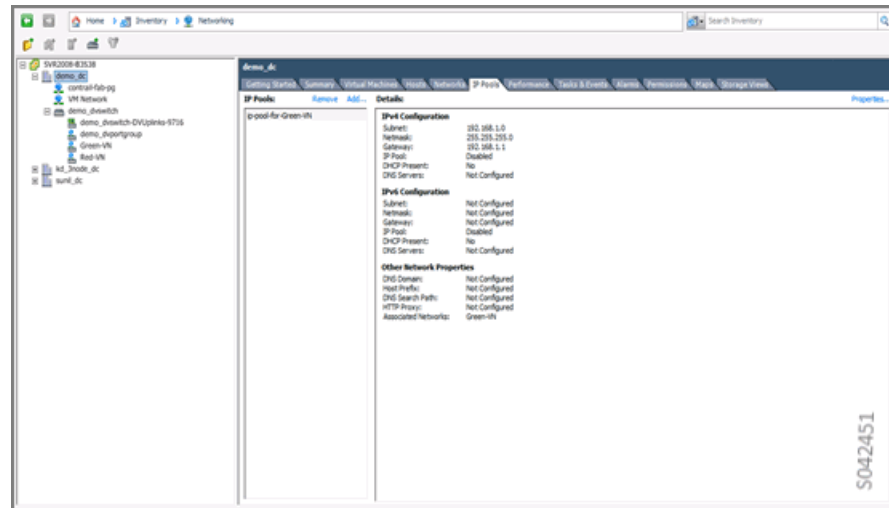 Home Inventory Networking
Search Inventory
SVR2008-B3538
demo_dc
contrail-fab-pg
VM Network
demo_dvswitch
demo_dvswitch-DVUplinks-9716
demo_dvportgroup
Green-VN
Red-VN
kd_3node_dc
sunil_dc
demo_dc
Getting Started Summary Virtual Machines Hosts Networks IP Pools Performance Tasks & Events Alarms Permissions Maps Storage Views
IP Pools: Remove Add...
ip-pool-for-Green-VN
Details: Properties...
IPv4 Configuration
Subnet: 192.168.1.0
Netmask: 255.255.255.0
Gateway: 192.168.1.1
IP Pool: Disabled
DHCP Present: No
DNS Servers: Not Configured
IPv6 Configuration
Subnet: Not Configured
Netmask: Not Configured
Gateway: Not Configured
IP Pool: Disabled
DHCP Present: No
DNS Servers: Not Configured
Other Network Properties
DNS Domain: Not Configured
Host Prefix: Not Configured
DNS Search Path: Not Configured
HTTP Proxy: Not Configured
Associated Networks: Green-VN
S042451